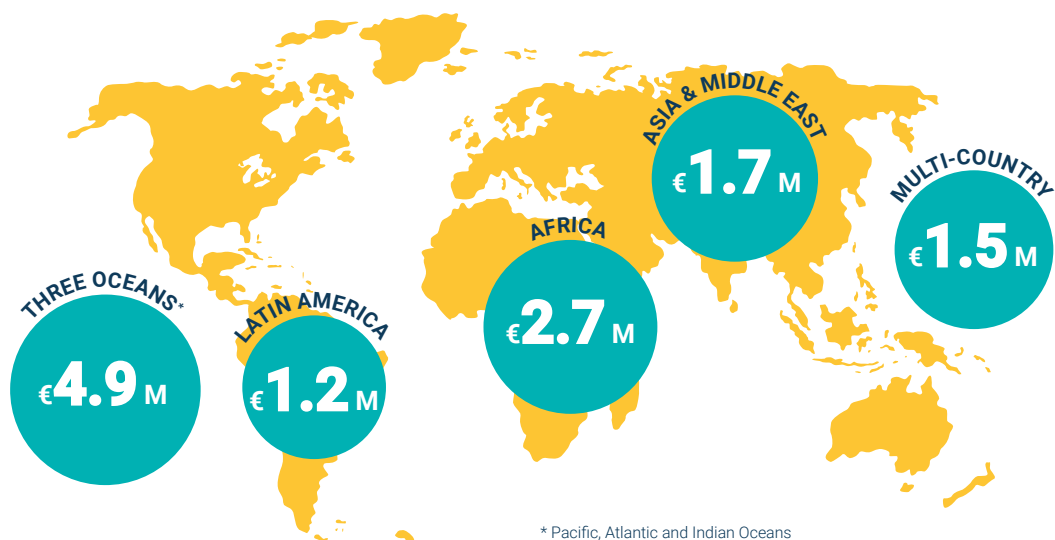 ASIA & MIDDLE EAST
€1.7 M
MULTI-COUNTRY
€1.5 M
AFRICA
€2.7 M
THREE OCEANS*
€4.9 M
LATIN AMERICA
€1.2 M
* Pacific, Atlantic and Indian Oceans